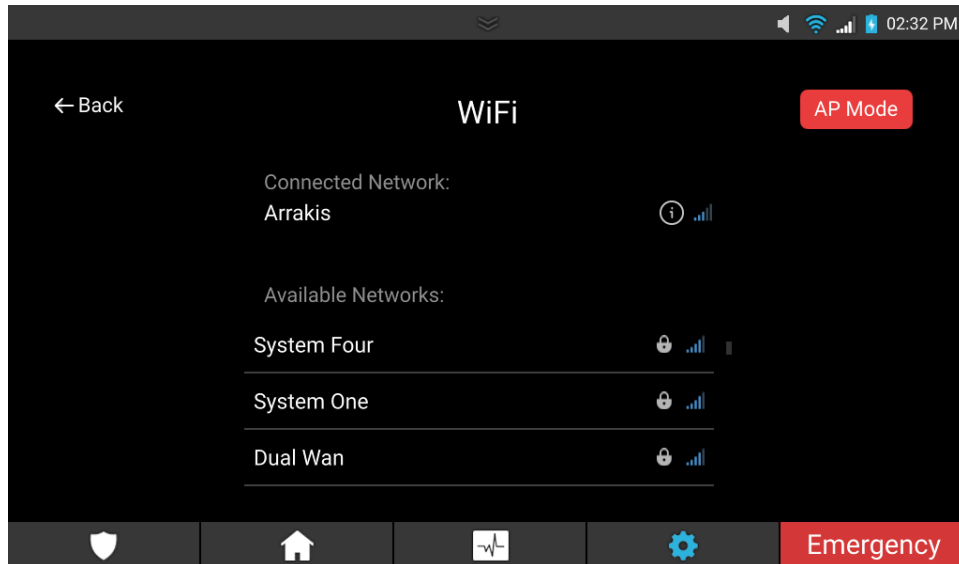 02:32 PM
Back
WiFi
AP Mode
Connected Network:
Arrakis
Available Networks:
System Four
System One
Dual Wan
Emergency